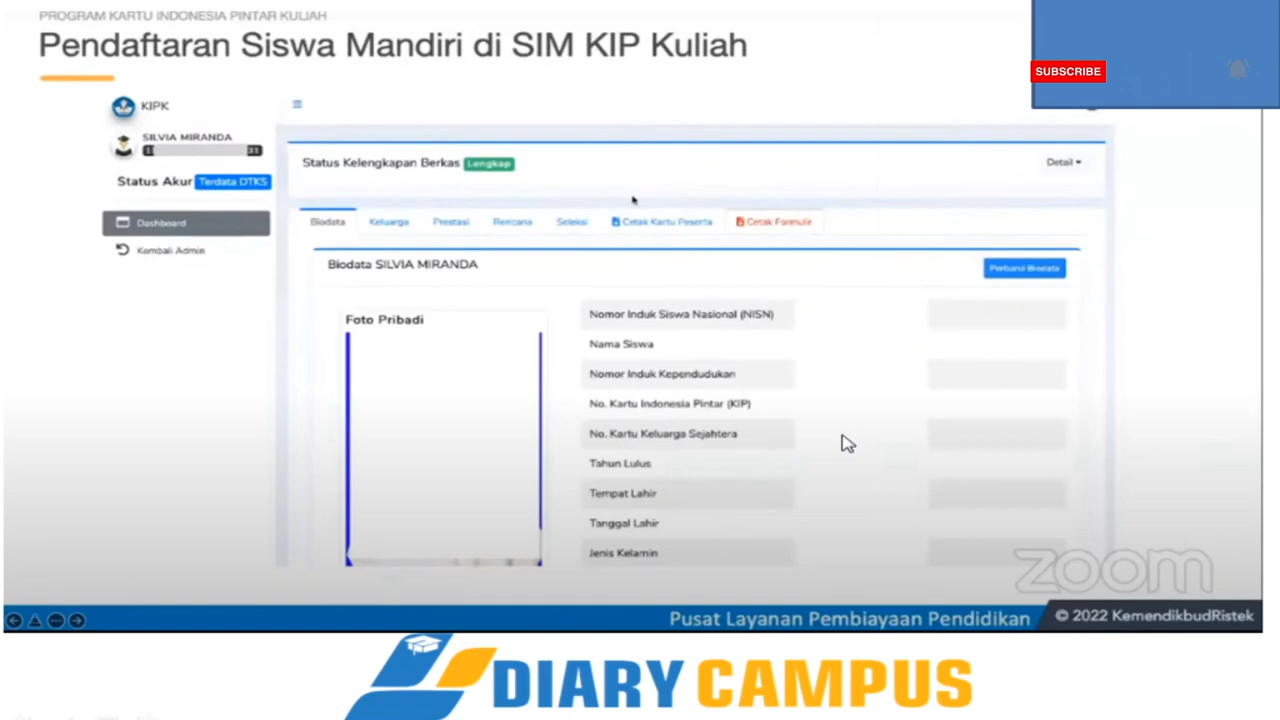 PROGRAM KARTU INDONESIA PINTAR KULIAH
Pendaftaran Siswa Mandiri di SIM KIP Kuliah
SUBSCRIBE
KIPK
SILVIA MIRANDA
Status Akun Terdata DTKS
Dashboard
Kembali Admin
Status Kelengkapan Berkas Lengkap
Detail
Biodata Keluarga Prestasi Rencana Seleksi Cetak Kartu Peserta Cetak Formulir
Biodata SILVIA MIRANDA
Perbarui Biodata
Foto Pribadi
Nomor Induk Siswa Nasional (NISN)
Nama Siswa
Nomor Induk Kependudukan
No. Kartu Indonesia Pintar (KIP)
No. Kartu Keluarga Sejahtera
Tahun Lulus
Tempat Lahir
Tanggal Lahir
Jenis Kelamin
zoom
Pusat Layanan Pembiayaan Pendidikan
© 2022 KemendikbudRistek
DIARY CAMPUS